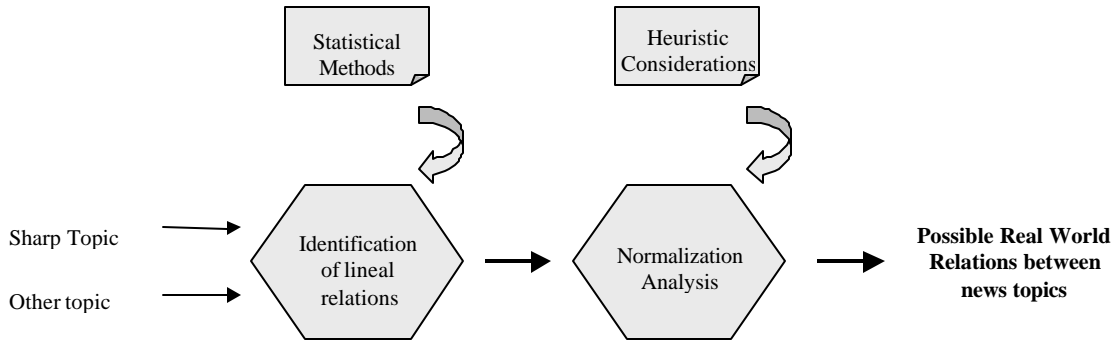 Statistical
Methods
Heuristic
Considerations
Sharp Topic
Other topic
Identification
of lineal
relations
Normalization
Analysis
Possible Real World
Relations between
news topics